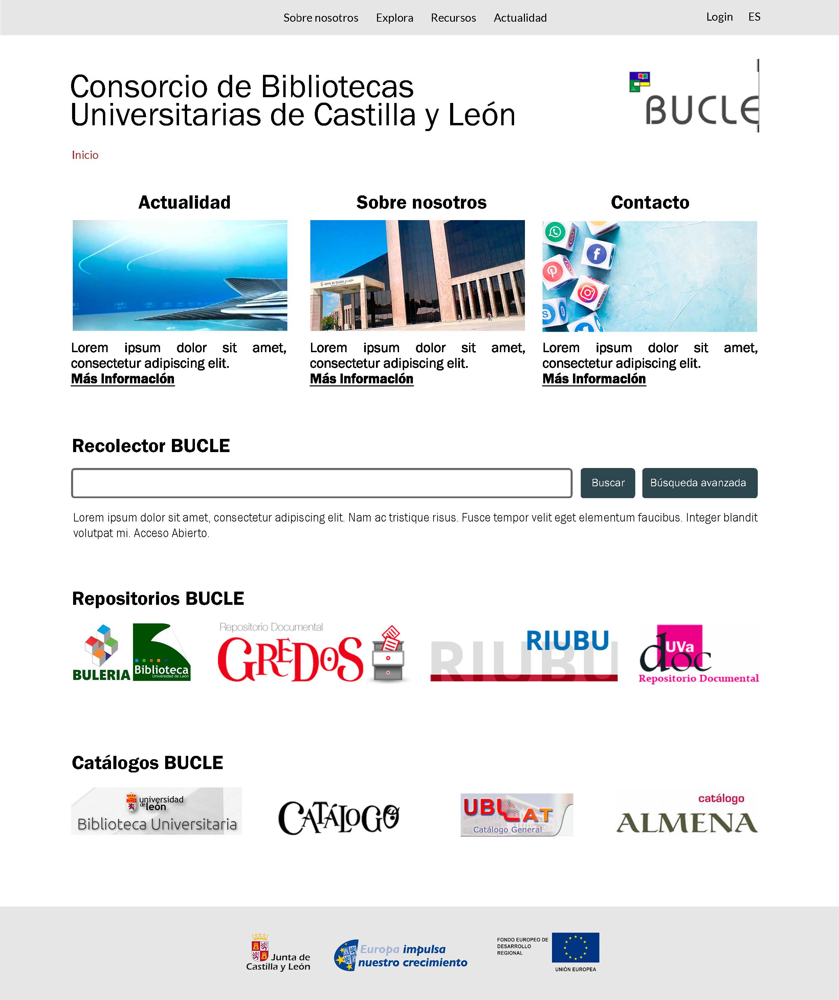 Sobre nosotros Explora Recursos Actualidad Login ES
Consorcio de Bibliotecas
Universitarias de Castilla y León
BUCLE
Inicio
Actualidad
Sobre nosotros
Contacto
Junta de Castilla y León
Lorem ipsum dolor sit amet,
consectetur adipiscing elit.
Más Información
Lorem ipsum dolor sit amet,
consectetur adipiscing elit.
Más Información
Lorem ipsum dolor sit amet,
consectetur adipiscing elit.
Más Información
Recolector BUCLE
Buscar
Búsqueda avanzada
Lorem ipsum dolor sit amet, consectetur adipiscing elit. Nam ac tristique risus. Fusce tempor velit eget elementum faucibus. Integer blandit
volutpat mi. Acceso Abierto.
Repositorios BUCLE
BULERIA
Biblioteca
Universidad de León
Repositorio Documental
GREDOS
RIUBU
RIUBU
UVa
doc
Repositorio Documental
Catálogos BUCLE
universidad
de león
Biblioteca Universitaria
CATÁLOGO
UBUCAT
Catálogo General
catálogo
ALMENA
Junta de
Castilla y León
Europa impulsa
nuestro crecimiento
FONDO EUROPEO DE
DESARROLLO
REGIONAL
UNIÓN EUROPEA